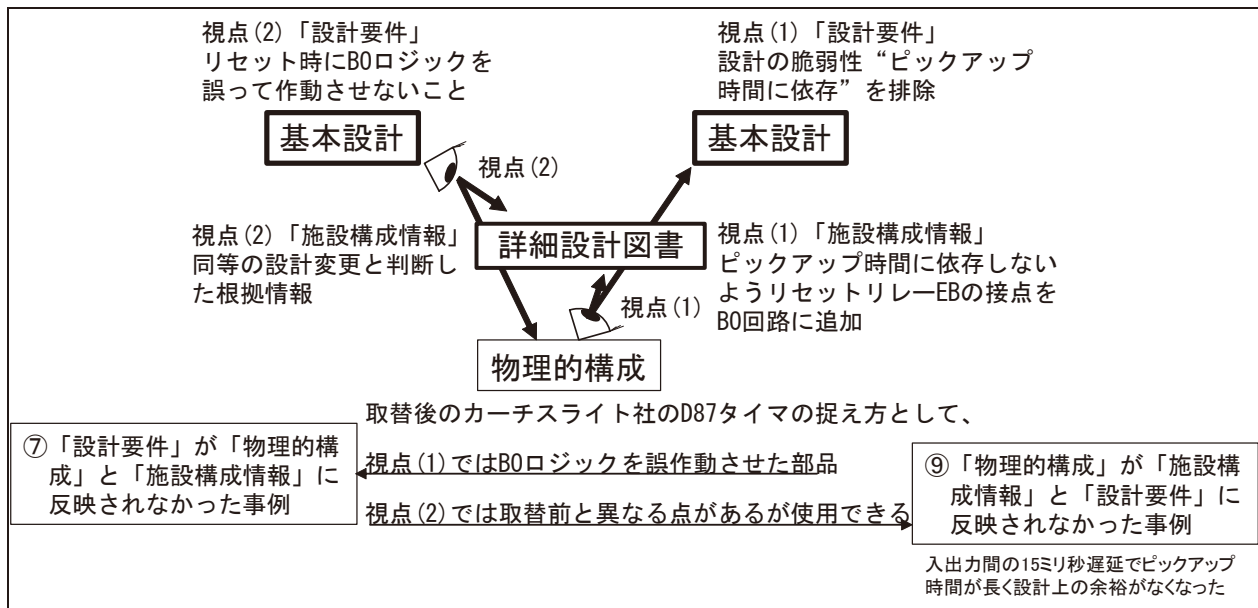 視点(2)「設計要件」
リセット時にBOロジックを
誤って作動させないこと
視点(1)「設計要件」
設計の脆弱性“ピックアップ
時間に依存”を排除
基本設計
基本設計
視点(2)
視点(2)「施設構成情報」
同等の設計変更と判断し
た根拠情報
詳細設計図書
視点(1)「施設構成情報」
ピックアップ時間に依存しない
ようリセットリレーEBの接点を
BO回路に追加
視点(1)
物理的構成
取替後のカーチスライト社のD87タイマの捉え方として、
⑦「設計要件」が「物理的構
成」と「施設構成情報」に
反映されなかった事例
視点(1)ではBOロジックを誤作動させた部品
視点(2)では取替前と異なる点があるが使用できる
⑨「物理的構成」が「施設構
成情報」と「設計要件」に
反映されなかった事例
入出力間の15ミリ秒遅延でピックアップ
時間が長く設計上の余裕がなくなった